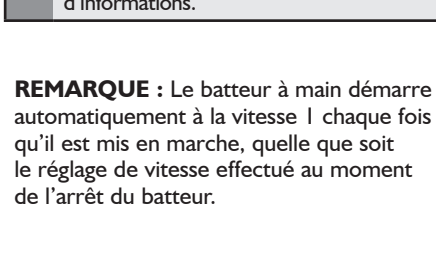 d'informations.
REMARQUE : Le batteur à main démarre
automatiquement à la vitesse 1 chaque fois
qu'il est mis en marche, quelle que soit
le réglage de vitesse effectué au moment
de l'arrêt du batteur.